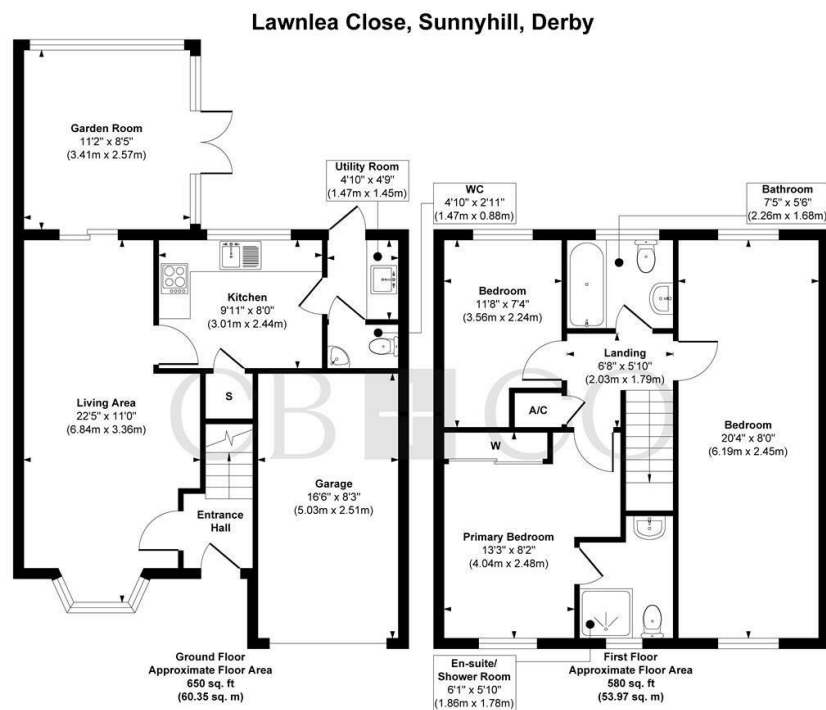 Lawnlea Close, Sunnyhill, Derby
Garden Room
11'2" x 8'5"
(3.41m x 2.57m)
Utility Room
4'10" x 4'9"
(1.47m x 1.45m)
WC
4'10" x 2'11"
(1.47m x 0.88m)
Bathroom
7'5" x 5'6"
(2.26m x 1.68m)
Kitchen
9'11" x 8'0"
(3.01m x 2.44m)
Bedroom
11'8" x 7'4"
(3.56m x 2.24m)
Landing
6'8" x 5'10"
(2.03m x 1.79m)
S
A/C
Living Area
22'5" x 11'0"
(6.84m x 3.36m)
CB + CO
Bedroom
20'4" x 8'0"
(6.19m x 2.45m)
W
Garage
16'6" x 8'3"
(5.03m x 2.51m)
Entrance
Hall
Primary Bedroom
13'3" x 8'2"
(4.04m x 2.48m)
Ground Floor
Approximate Floor Area
650 sq. ft
(60.35 sq. m)
En-suite/
Shower Room
6'1" x 5'10"
(1.86m x 1.78m)
First Floor
Approximate Floor Area
580 sq. ft
(53.97 sq. m)